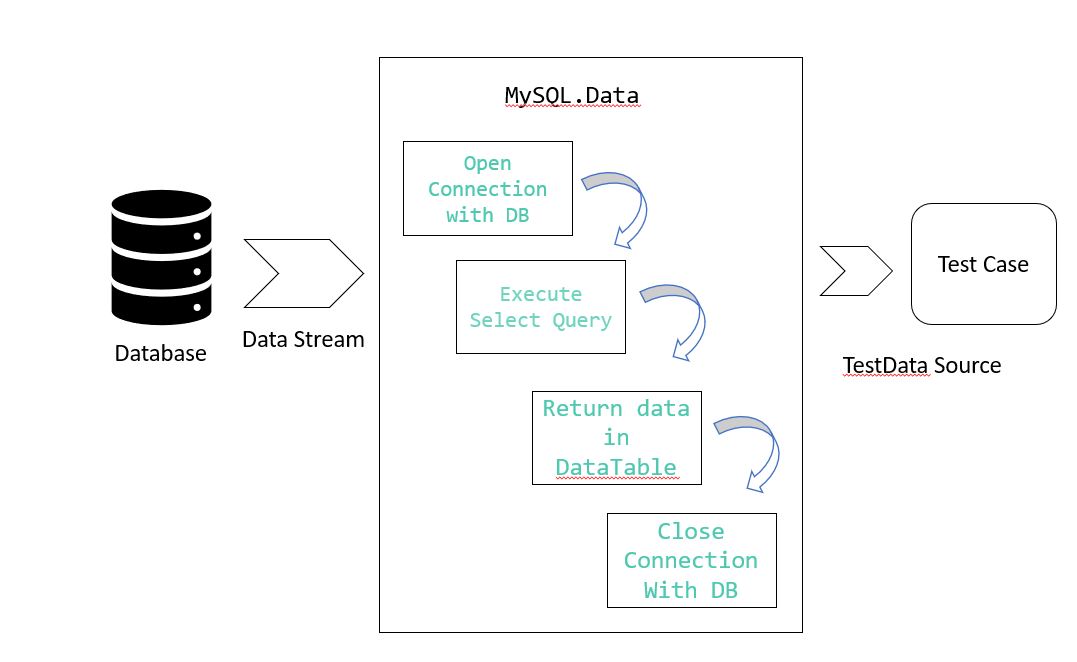 MySQL.Data
Open
Connection
with DB
Execute
Select Query
Return data
in
DataTable
Close
Connection
With DB
Database
Data Stream
Test Case
TestData Source